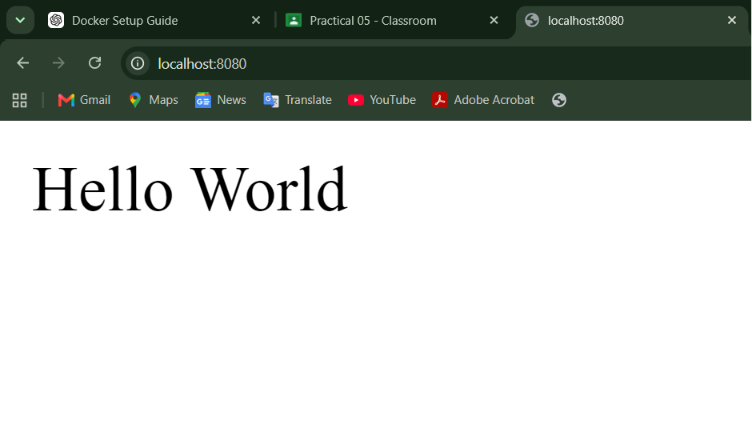 Docker Setup Guide
Practical 05 - Classroom
localhost:8080
localhost:8080
Gmail Maps News Translate YouTube Adobe Acrobat
Hello World